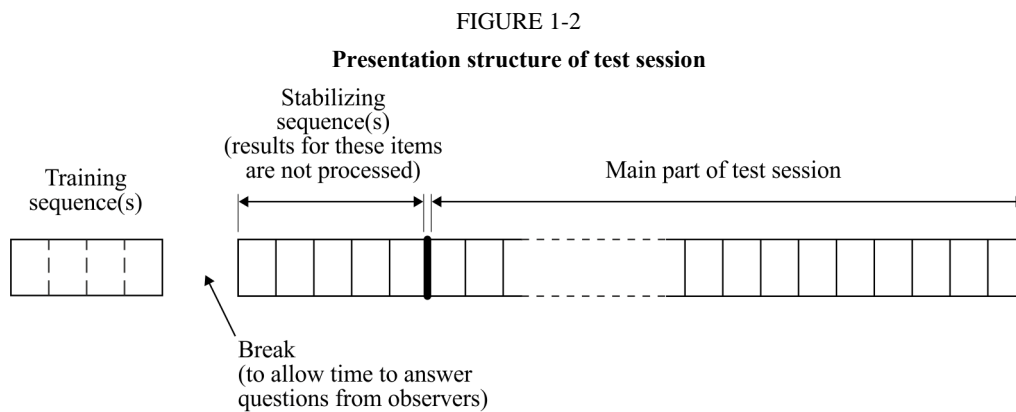 FIGURE 1-2
Presentation structure of test session
Stabilizing
sequence(s)
(results for these items
are not processed)
Main part of test session
Training
sequence(s)
Break
(to allow time to answer
questions from observers)